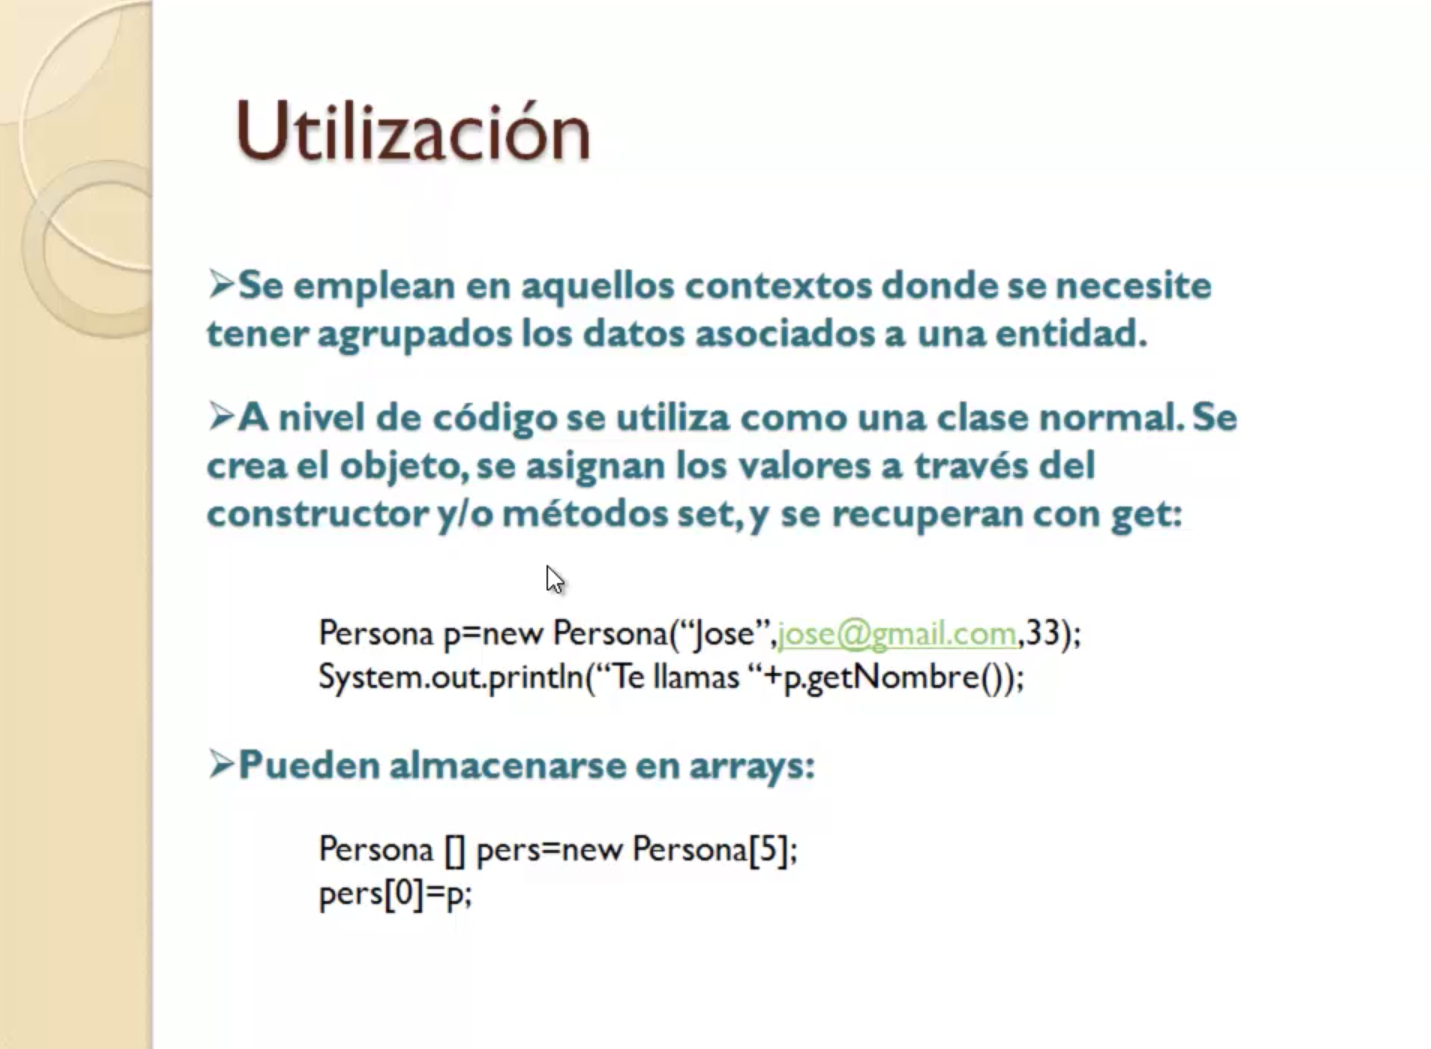 Utilización
➢Se emplean en aquellos contextos donde se necesite
tener agrupados los datos asociados a una entidad.
➢A nivel de código se utiliza como una clase normal. Se
crea el objeto, se asignan los valores a través del
constructor y/o métodos set, y se recuperan con get:
Persona p=new Persona(“Jose”,jose@gmail.com,33);
System.out.println(“Te llamas “+p.getNombre());
➢Pueden almacenarse en arrays:
Persona [] pers=new Persona[5];
pers[0]=p;